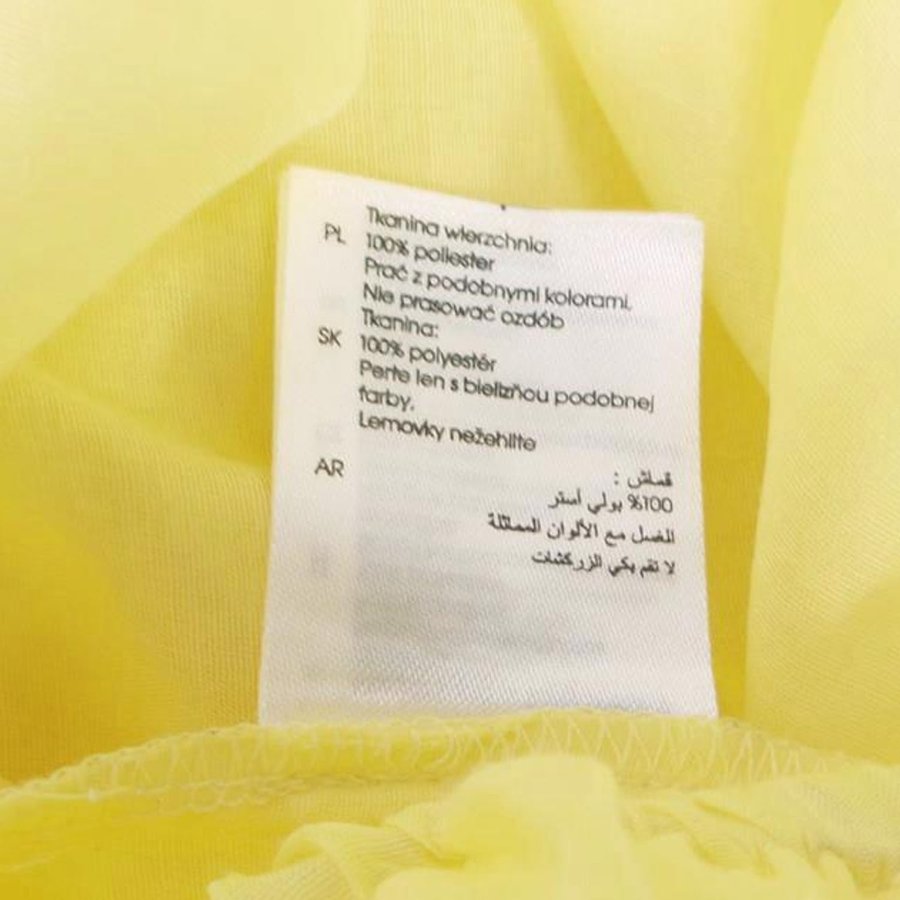 PL
Tkanina wierzchnia:
100% poliester
Prać z podobnymi kolorami.
Nie prasować ozdób
SK
Tkanina:
100% polyestér
Perte len s bielizňou podobnej
farby.
Lemovky nežehlite
AR
قماش :
100% بولي أستر
الغسل مع الألوان المماثلة
لا تقم بكي الزركشات